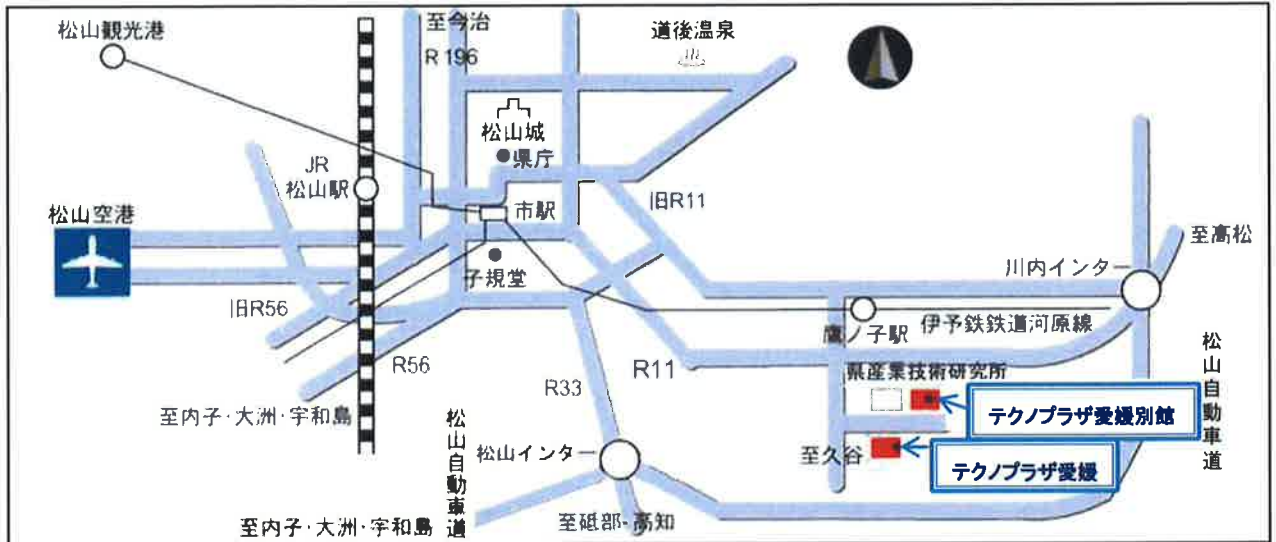 松山観光港
至今治
R 196
道後温泉
松山城
県庁
JR
松山駅
市駅
旧R11
松山空港
至高松
川内インター
子規堂
旧R56
鷹ノ子駅
伊予鉄鉄道河原線
R56
R33
R11
県産業技術研究所
松山自動車道
テクノプラザ愛媛別館
至内子・大洲・宇和島
松山自動車道
松山インター
至久谷
テクノプラザ愛媛
至内子・大洲・宇和島
至砥部・高知